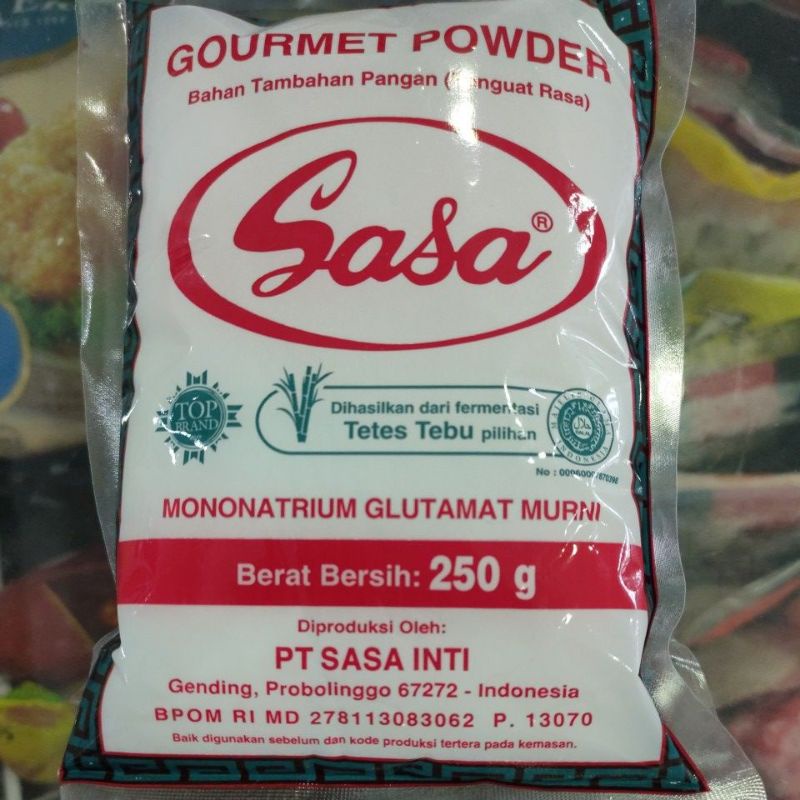 GOURMET POWDER
Bahan Tambahan Pangan (Penguat Rasa)
Sasa®
TOP
BRAND
Dihasilkan dari fermentasi
Tetes Tebu pilihan
INDONESIA
MONONATRIUM GLUTAMAT MURNI
Berat Bersih: 250 g
Diproduksi Oleh:
PT SASA INTI
Gending, Probolinggo 67272 - Indonesia
BPOM RI MD 278113083062 P. 13070
Baik digunakan sebelum dan kode produksi tertera pada kemasan.